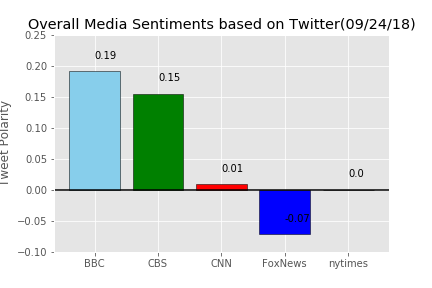 Overall Media Sentiments based on Twitter(09/24/18)
Tweet Polarity
0.25
0.20
0.15
0.10
0.05
0.00
−0.05
−0.10
0.19
0.15
0.01
-0.07
0.0
BBC
CBS
CNN
FoxNews
nytimes